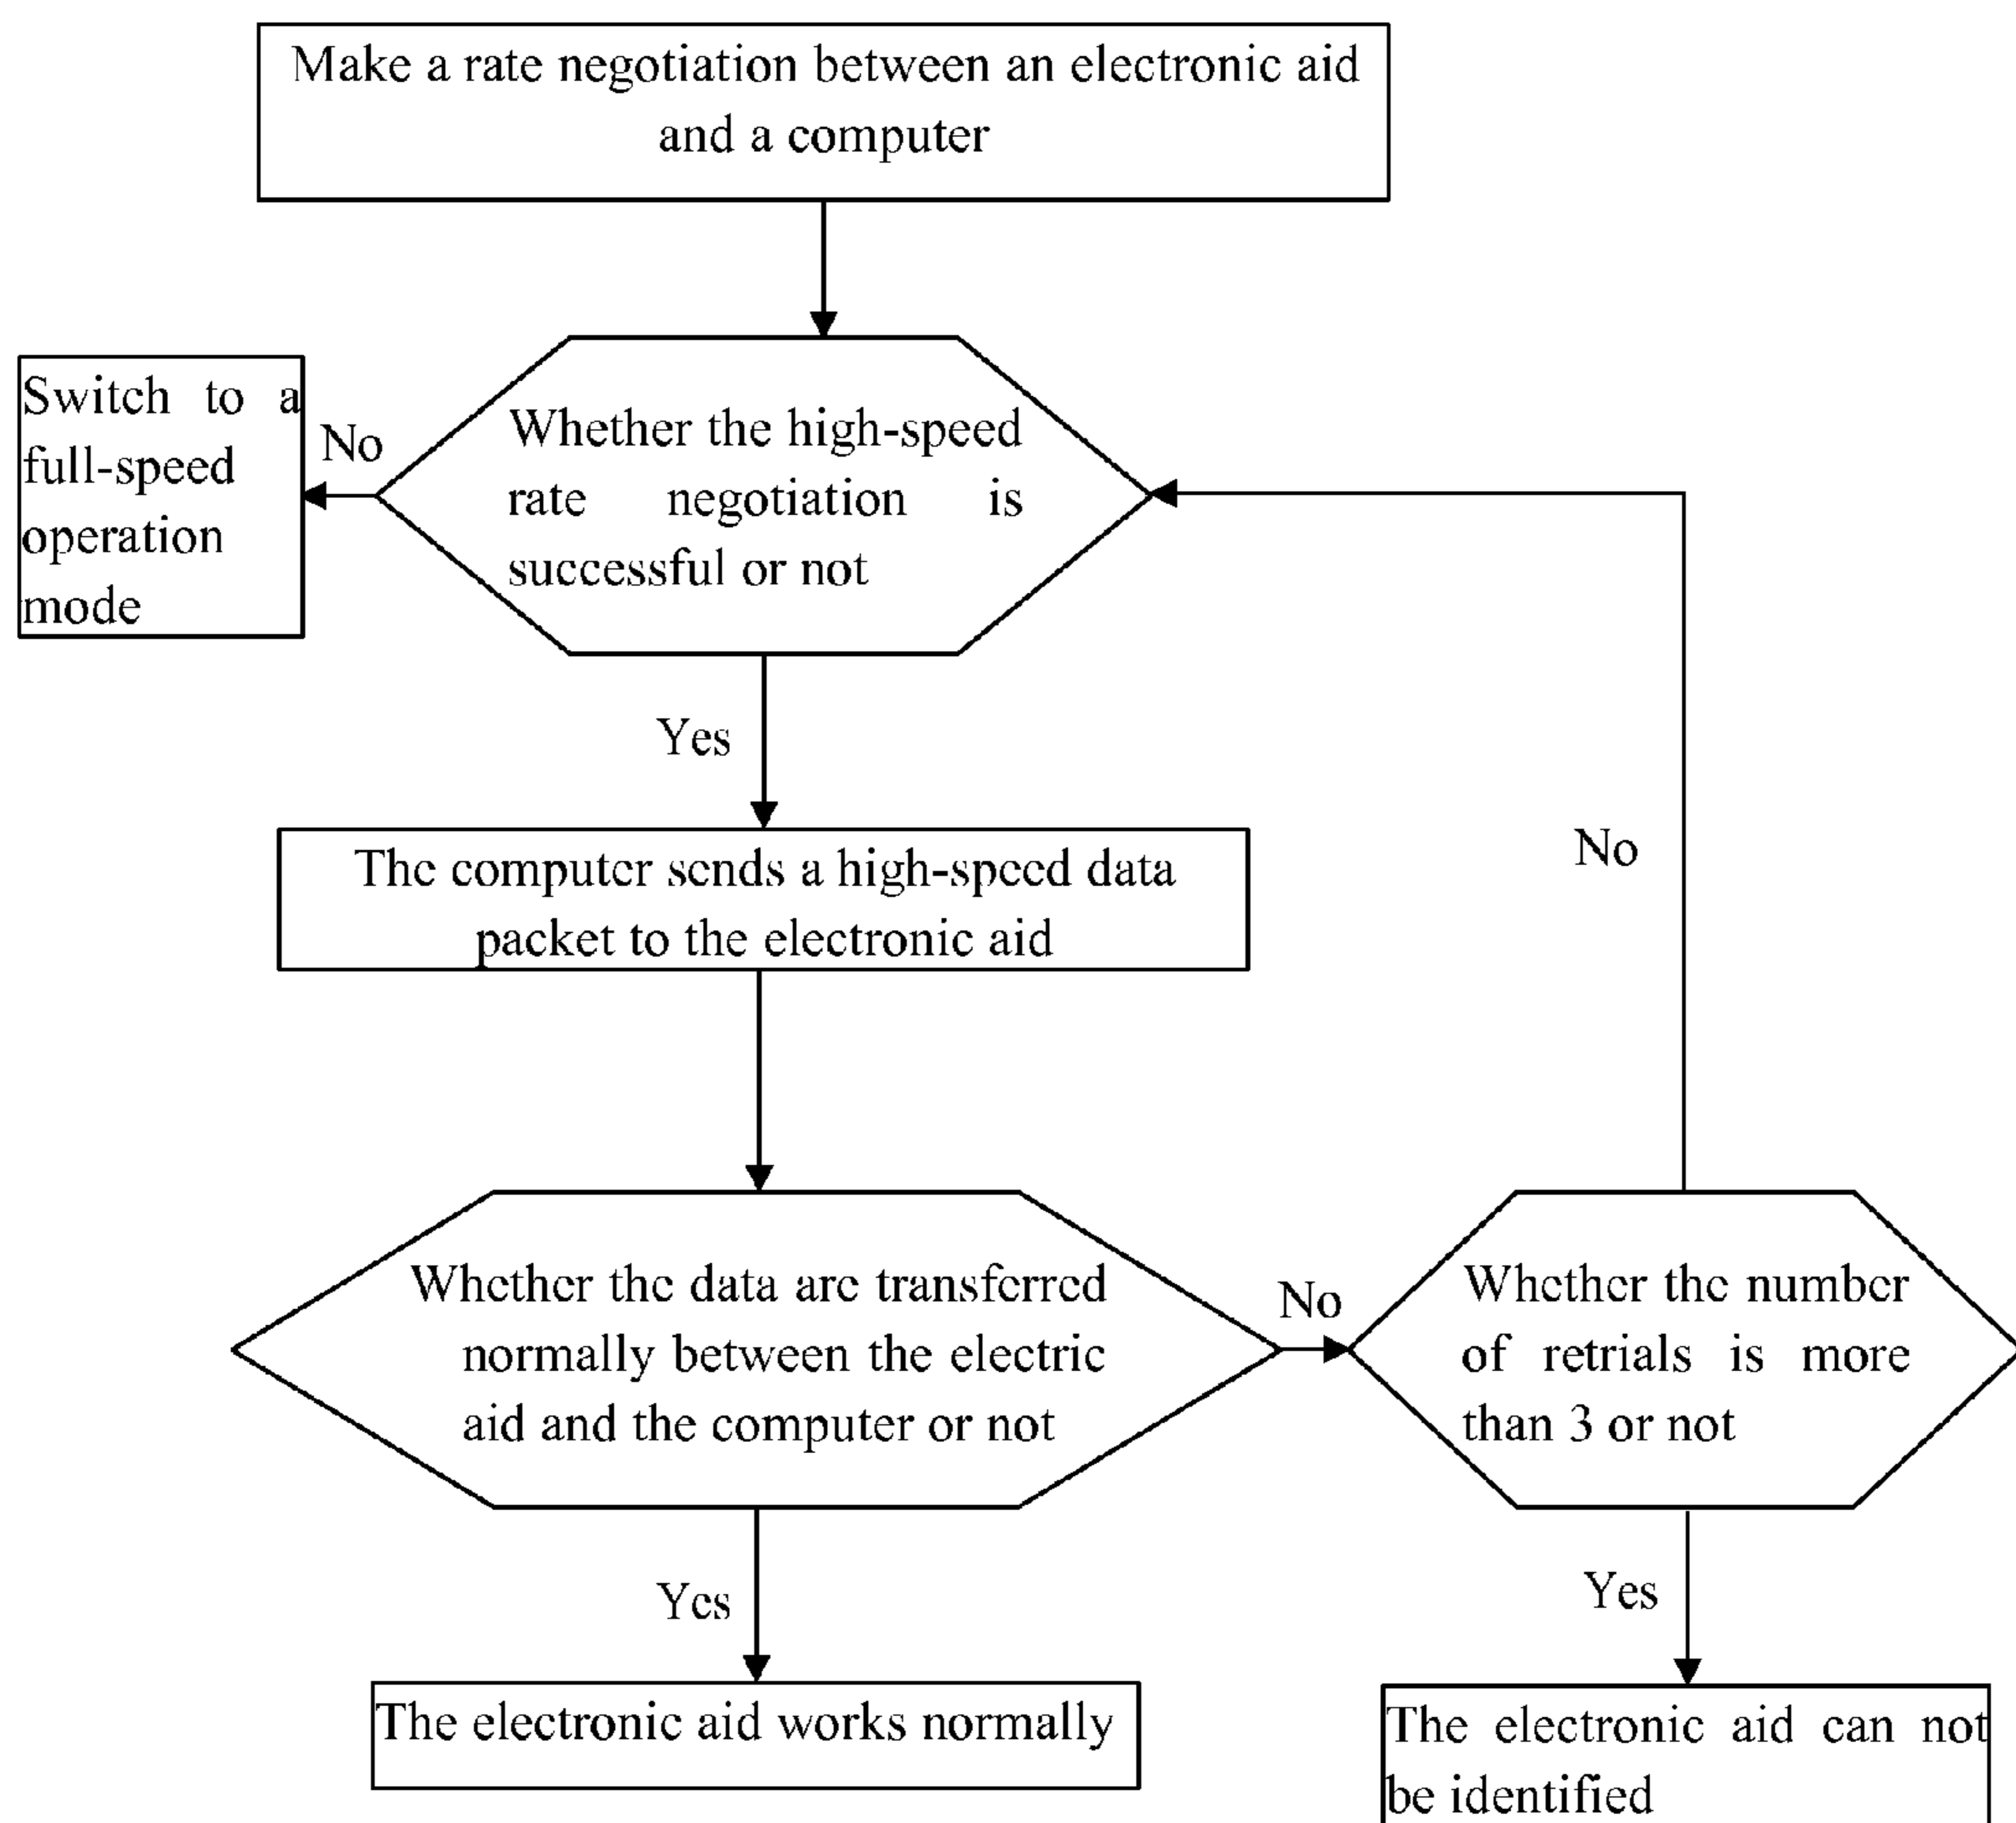 Make a rate negotiation between an electronic aid
and a computer
Switch to a
full-speed
operation
mode
No
Whether the high-speed
rate negotiation is
successful or not
Yes
The computer sends a high-speed data
packet to the electronic aid
No
Whether the data are transferred
normally between the electric
aid and the computer or not
No
Whether the number
of retrials is more
than 3 or not
Yes
Yes
The electronic aid works normally
The electronic aid can not
be identified